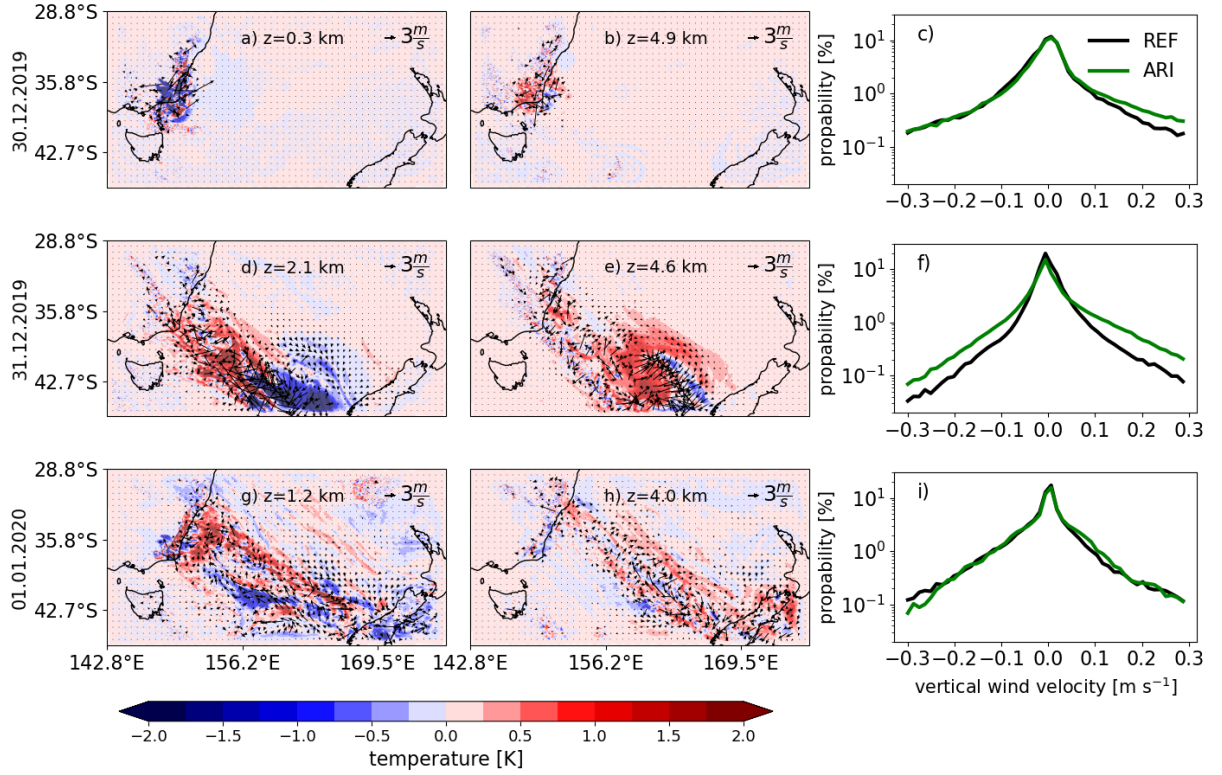 28.8°S
35.8°S
42.7°S
30.12.2019
a) z=0.3 km
3 m/s
b) z=4.9 km
3 m/s
c)
REF
ARI
propability [%]
10¹
10⁰
10⁻¹
−0.3 −0.2 −0.1 0.0 0.1 0.2 0.3
28.8°S
35.8°S
42.7°S
31.12.2019
d) z=2.1 km
3 m/s
e) z=4.6 km
3 m/s
f)
propability [%]
10¹
10⁰
10⁻¹
−0.3 −0.2 −0.1 0.0 0.1 0.2 0.3
28.8°S
35.8°S
42.7°S
01.01.2020
g) z=1.2 km
3 m/s
h) z=4.0 km
3 m/s
i)
propability [%]
10¹
10⁰
10⁻¹
−0.3 −0.2 −0.1 0.0 0.1 0.2 0.3
vertical wind velocity [m s⁻¹]
142.8°E 156.2°E 169.5°E 142.8°E 156.2°E 169.5°E
−2.0 −1.5 −1.0 −0.5 0.0 0.5 1.0 1.5 2.0
temperature [K]